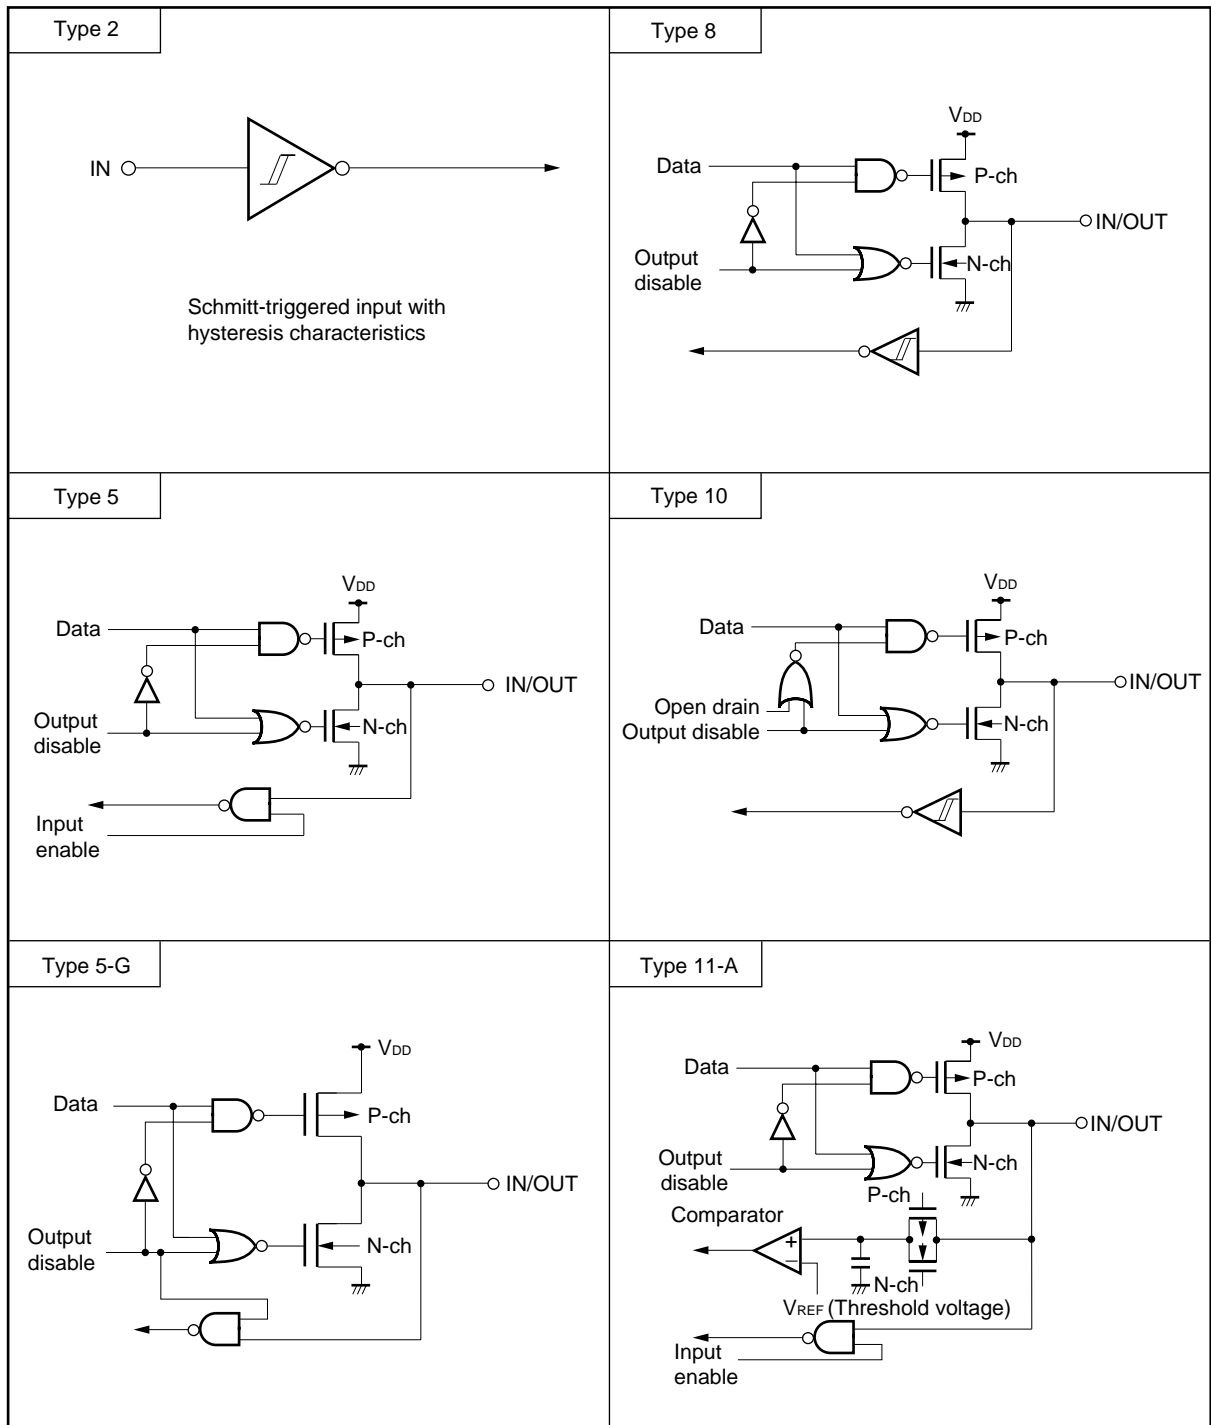 Type 2
IN
Schmitt-triggered input with
hysteresis characteristics
Type 8
VDD
Data
P-ch
IN/OUT
Output
disable
N-ch
Type 5
VDD
Data
P-ch
IN/OUT
Output
disable
N-ch
Input
enable
Type 10
VDD
Data
P-ch
IN/OUT
Open drain
Output disable
N-ch
Type 5-G
VDD
Data
P-ch
IN/OUT
Output
disable
N-ch
Type 11-A
VDD
Data
P-ch
IN/OUT
Output
disable
N-ch
P-ch
Comparator
+
−
N-ch
VREF (Threshold voltage)
Input
enable